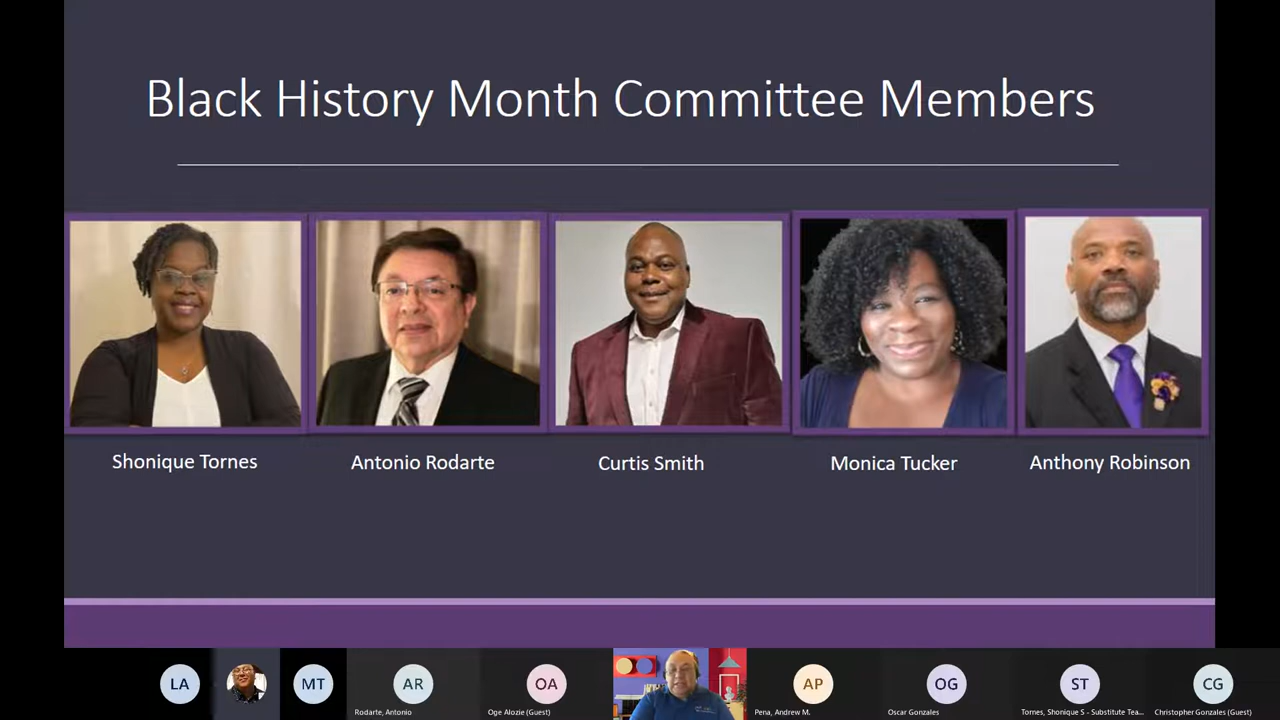 Black History Month Committee Members
Shonique Tornes
Antonio Rodarte
Curtis Smith
Monica Tucker
Anthony Robinson
LA
MT
AR
OA
AP
OG
ST
CG
Rodarte, Antonio
Oge Alozie (Guest)
Pena, Andrew M.
Oscar Gonzales
Tornes, Shonique S - Substitute Tea...
Christopher Gonzales (Guest)